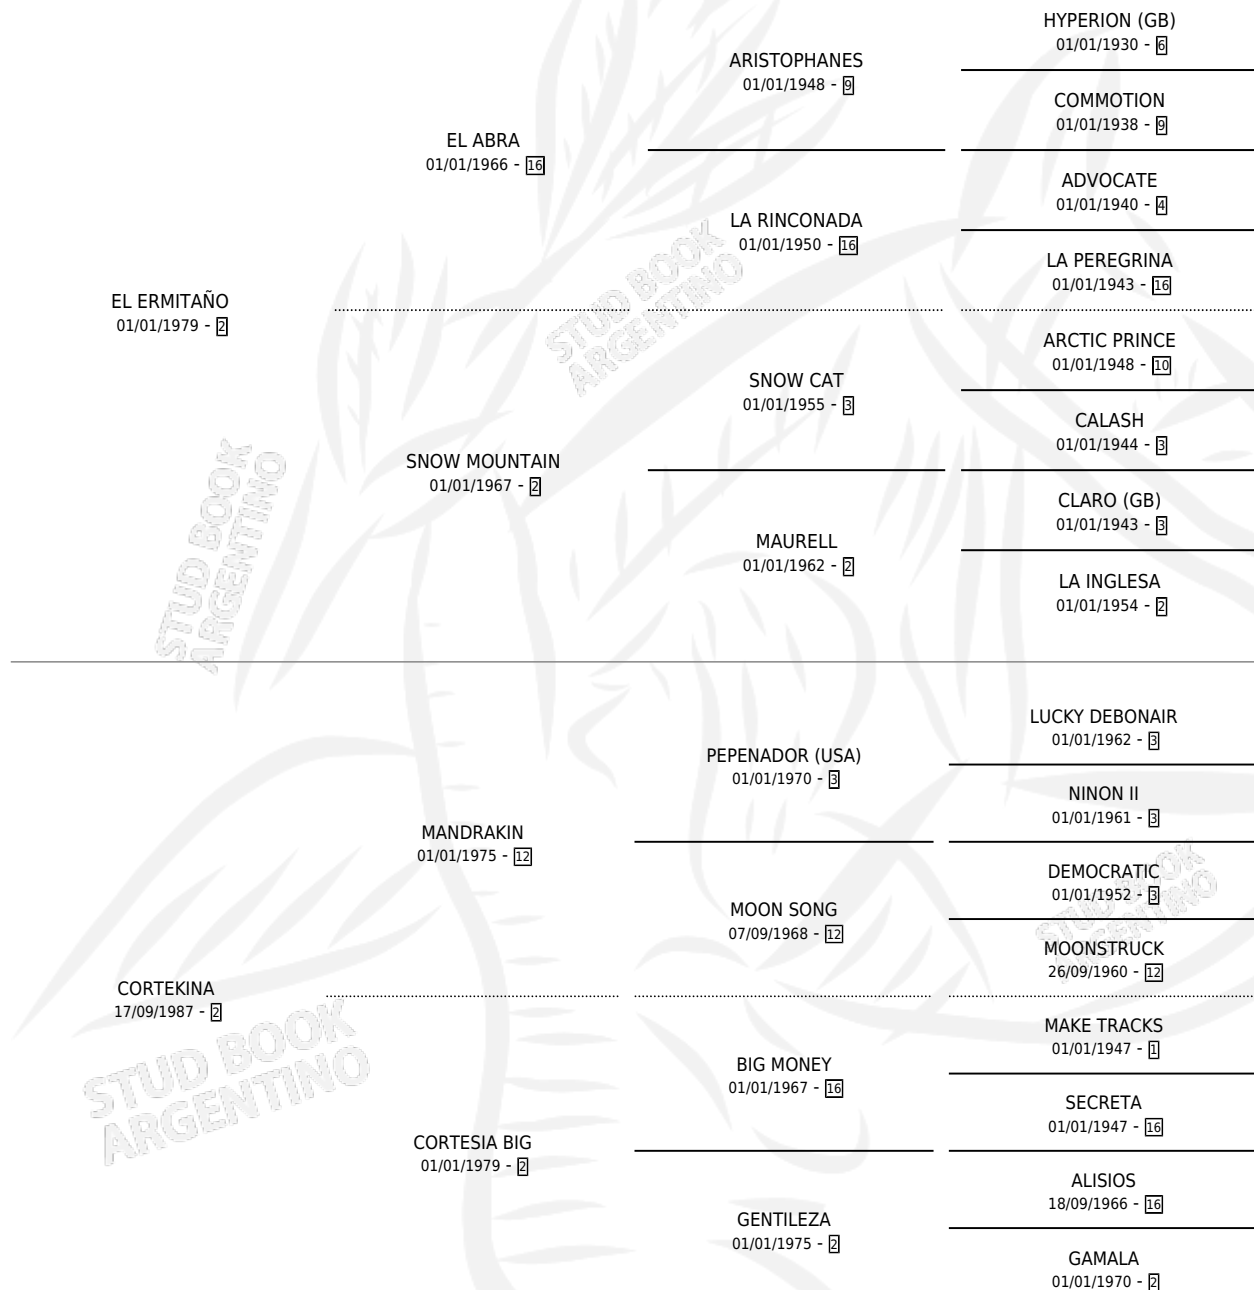 HYPERION (GB)
01/01/1930 - 6
ARISTOPHANES
01/01/1948 - 9
COMMOTION
01/01/1938 - 9
EL ABRA
01/01/1966 - 16
ADVOCATE
01/01/1940 - 4
LA RINCONADA
01/01/1950 - 16
LA PEREGRINA
01/01/1943 - 16
EL ERMITAÑO
01/01/1979 - 2
ARCTIC PRINCE
01/01/1948 - 10
SNOW CAT
01/01/1955 - 3
CALASH
01/01/1944 - 3
SNOW MOUNTAIN
01/01/1967 - 2
CLARO (GB)
01/01/1943 - 3
MAURELL
01/01/1962 - 2
LA INGLESA
01/01/1954 - 2
STUD BOOK
ARGENTINO
STUD BOOK
ARGENTINO
LUCKY DEBONAIR
01/01/1962 - 3
PEPENADOR (USA)
01/01/1970 - 3
NINON II
01/01/1961 - 3
MANDRAKIN
01/01/1975 - 12
DEMOCRATIC
01/01/1952 - 3
MOON SONG
07/09/1968 - 12
MOONSTRUCK
26/09/1960 - 12
CORTEKINA
17/09/1987 - 2
MAKE TRACKS
01/01/1947 - 1
BIG MONEY
01/01/1967 - 16
SECRETA
01/01/1947 - 16
CORTESIA BIG
01/01/1979 - 2
ALISIOS
18/09/1966 - 16
GENTILEZA
01/01/1975 - 2
GAMALA
01/01/1970 - 2
STUD BOOK
ARGENTINO
STUD BOOK
ARGENTINO